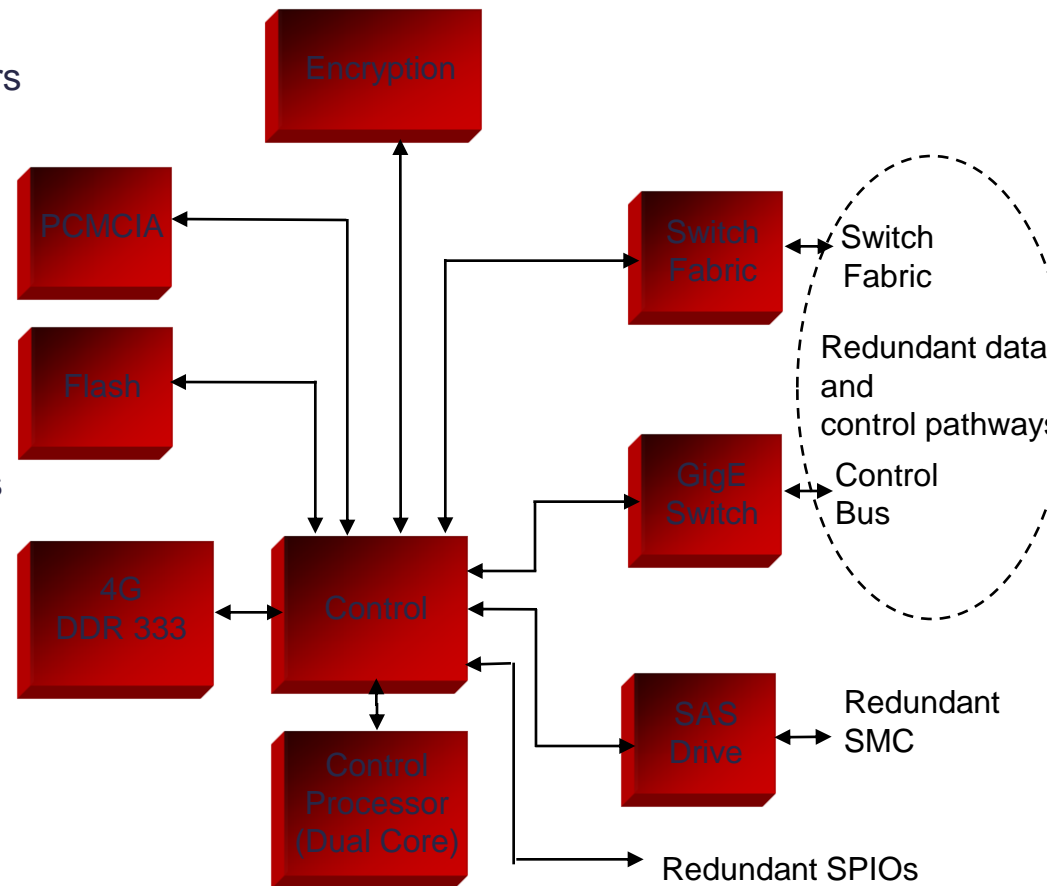 Encryption
rs
PCMCIA
Switch
Fabric
Switch
Fabric
Redundant data
and
control pathways
Flash
s
GigE
Switch
Control
Bus
4G
DDR 333
Control
SAS
Drive
Redundant
SMC
Control
Processor
(Dual Core)
Redundant SPIOs